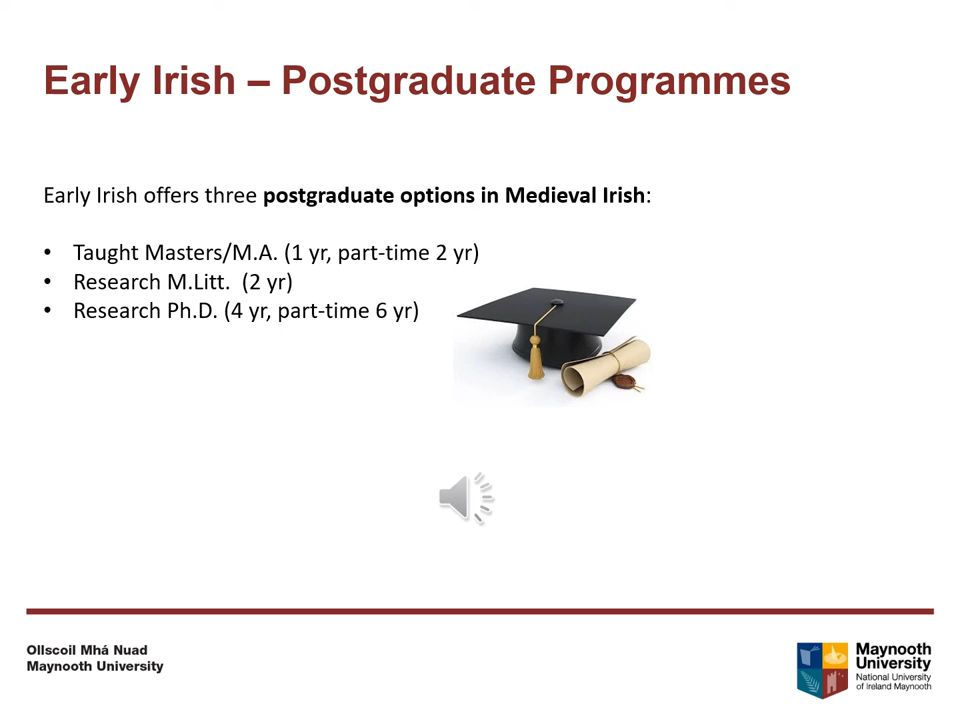 Early Irish – Postgraduate Programmes
Early Irish offers three postgraduate options in Medieval Irish:
• Taught Masters/M.A. (1 yr, part-time 2 yr)
• Research M.Litt.  (2 yr)
• Research Ph.D. (4 yr, part-time 6 yr)
Ollscoil Mhá Nuad
Maynooth University
Maynooth
University
National University
of Ireland Maynooth